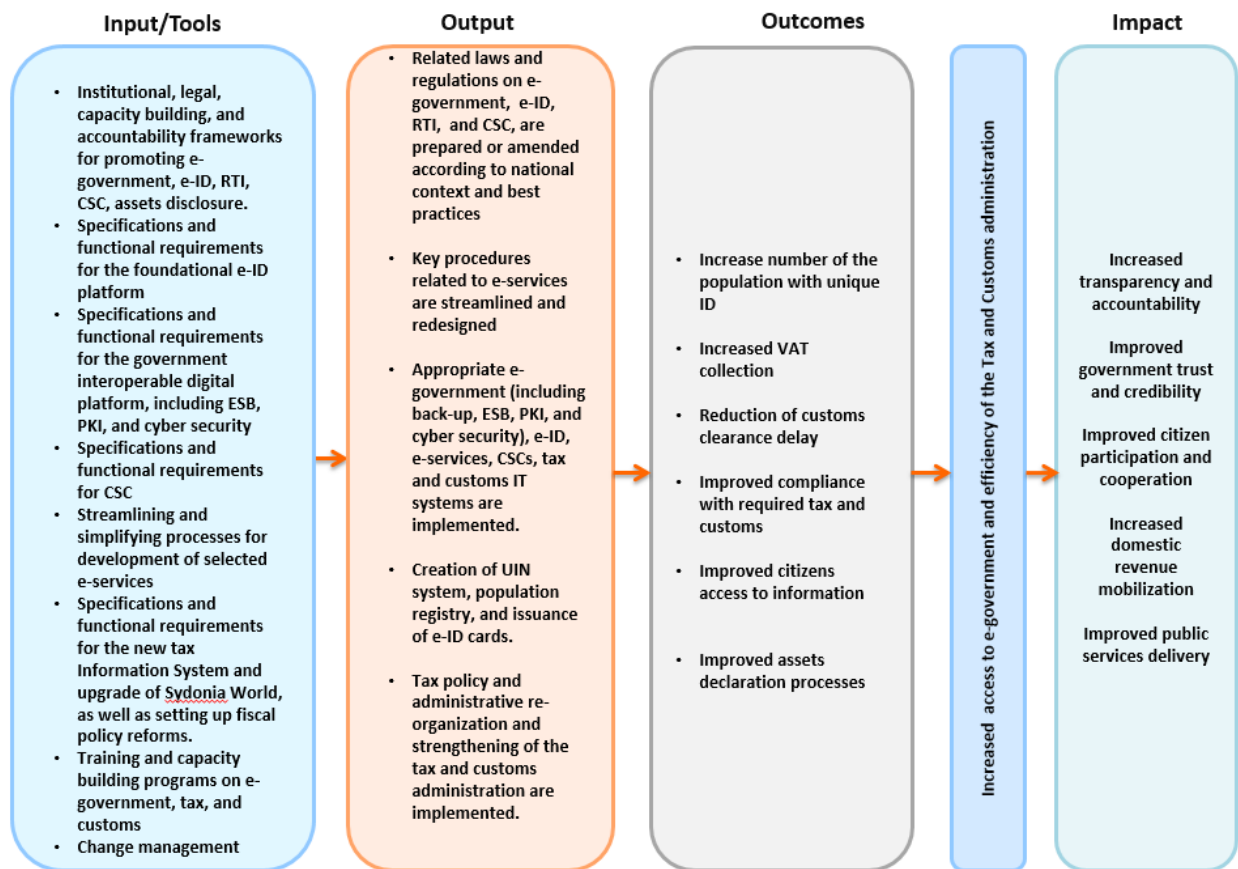 Input/Tools
• Institutional, legal,
capacity building, and
accountability frameworks
for promoting e-
government, e-ID, RTI,
CSC, assets disclosure.
• Specifications and
functional requirements
for the foundational e-ID
platform
• Specifications and
functional requirements
for the government
interoperable digital
platform, including ESB,
PKI, and cyber security
• Specifications and
functional requirements
for CSC
• Streamlining and
simplifying processes for
development of selected
e-services
• Specifications and
functional requirements
for the new tax
Information System and
upgrade of Sydonia World,
as well as setting up fiscal
policy reforms.
• Training and capacity
building programs on e-
government, tax, and
customs
• Change management
Output
• Related laws and
regulations on e-
government, e-ID,
RTI, and CSC, are
prepared or amended
according to national
context and best
practices
• Key procedures
related to e-services
are streamlined and
redesigned
• Appropriate e-
government (including
back-up, ESB, PKI, and
cyber security), e-ID,
e-services, CSCs, tax
and customs IT
systems are
implemented.
• Creation of UIN
system, population
registry, and issuance
of e-ID cards.
• Tax policy and
administrative re-
organization and
strengthening of the
tax and customs
administration are
implemented.
Outcomes
• Increase number of the
population with unique
ID
• Increased VAT
collection
• Reduction of customs
clearance delay
• Improved compliance
with required tax and
customs
• Improved citizens
access to information
• Improved assets
declaration processes
Increased access to e-government and efficiency of the Tax and Customs administration
Impact
Increased
transparency and
accountability
Improved
government trust
and credibility
Improved citizen
participation and
cooperation
Increased
domestic
revenue
mobilization
Improved public
services delivery